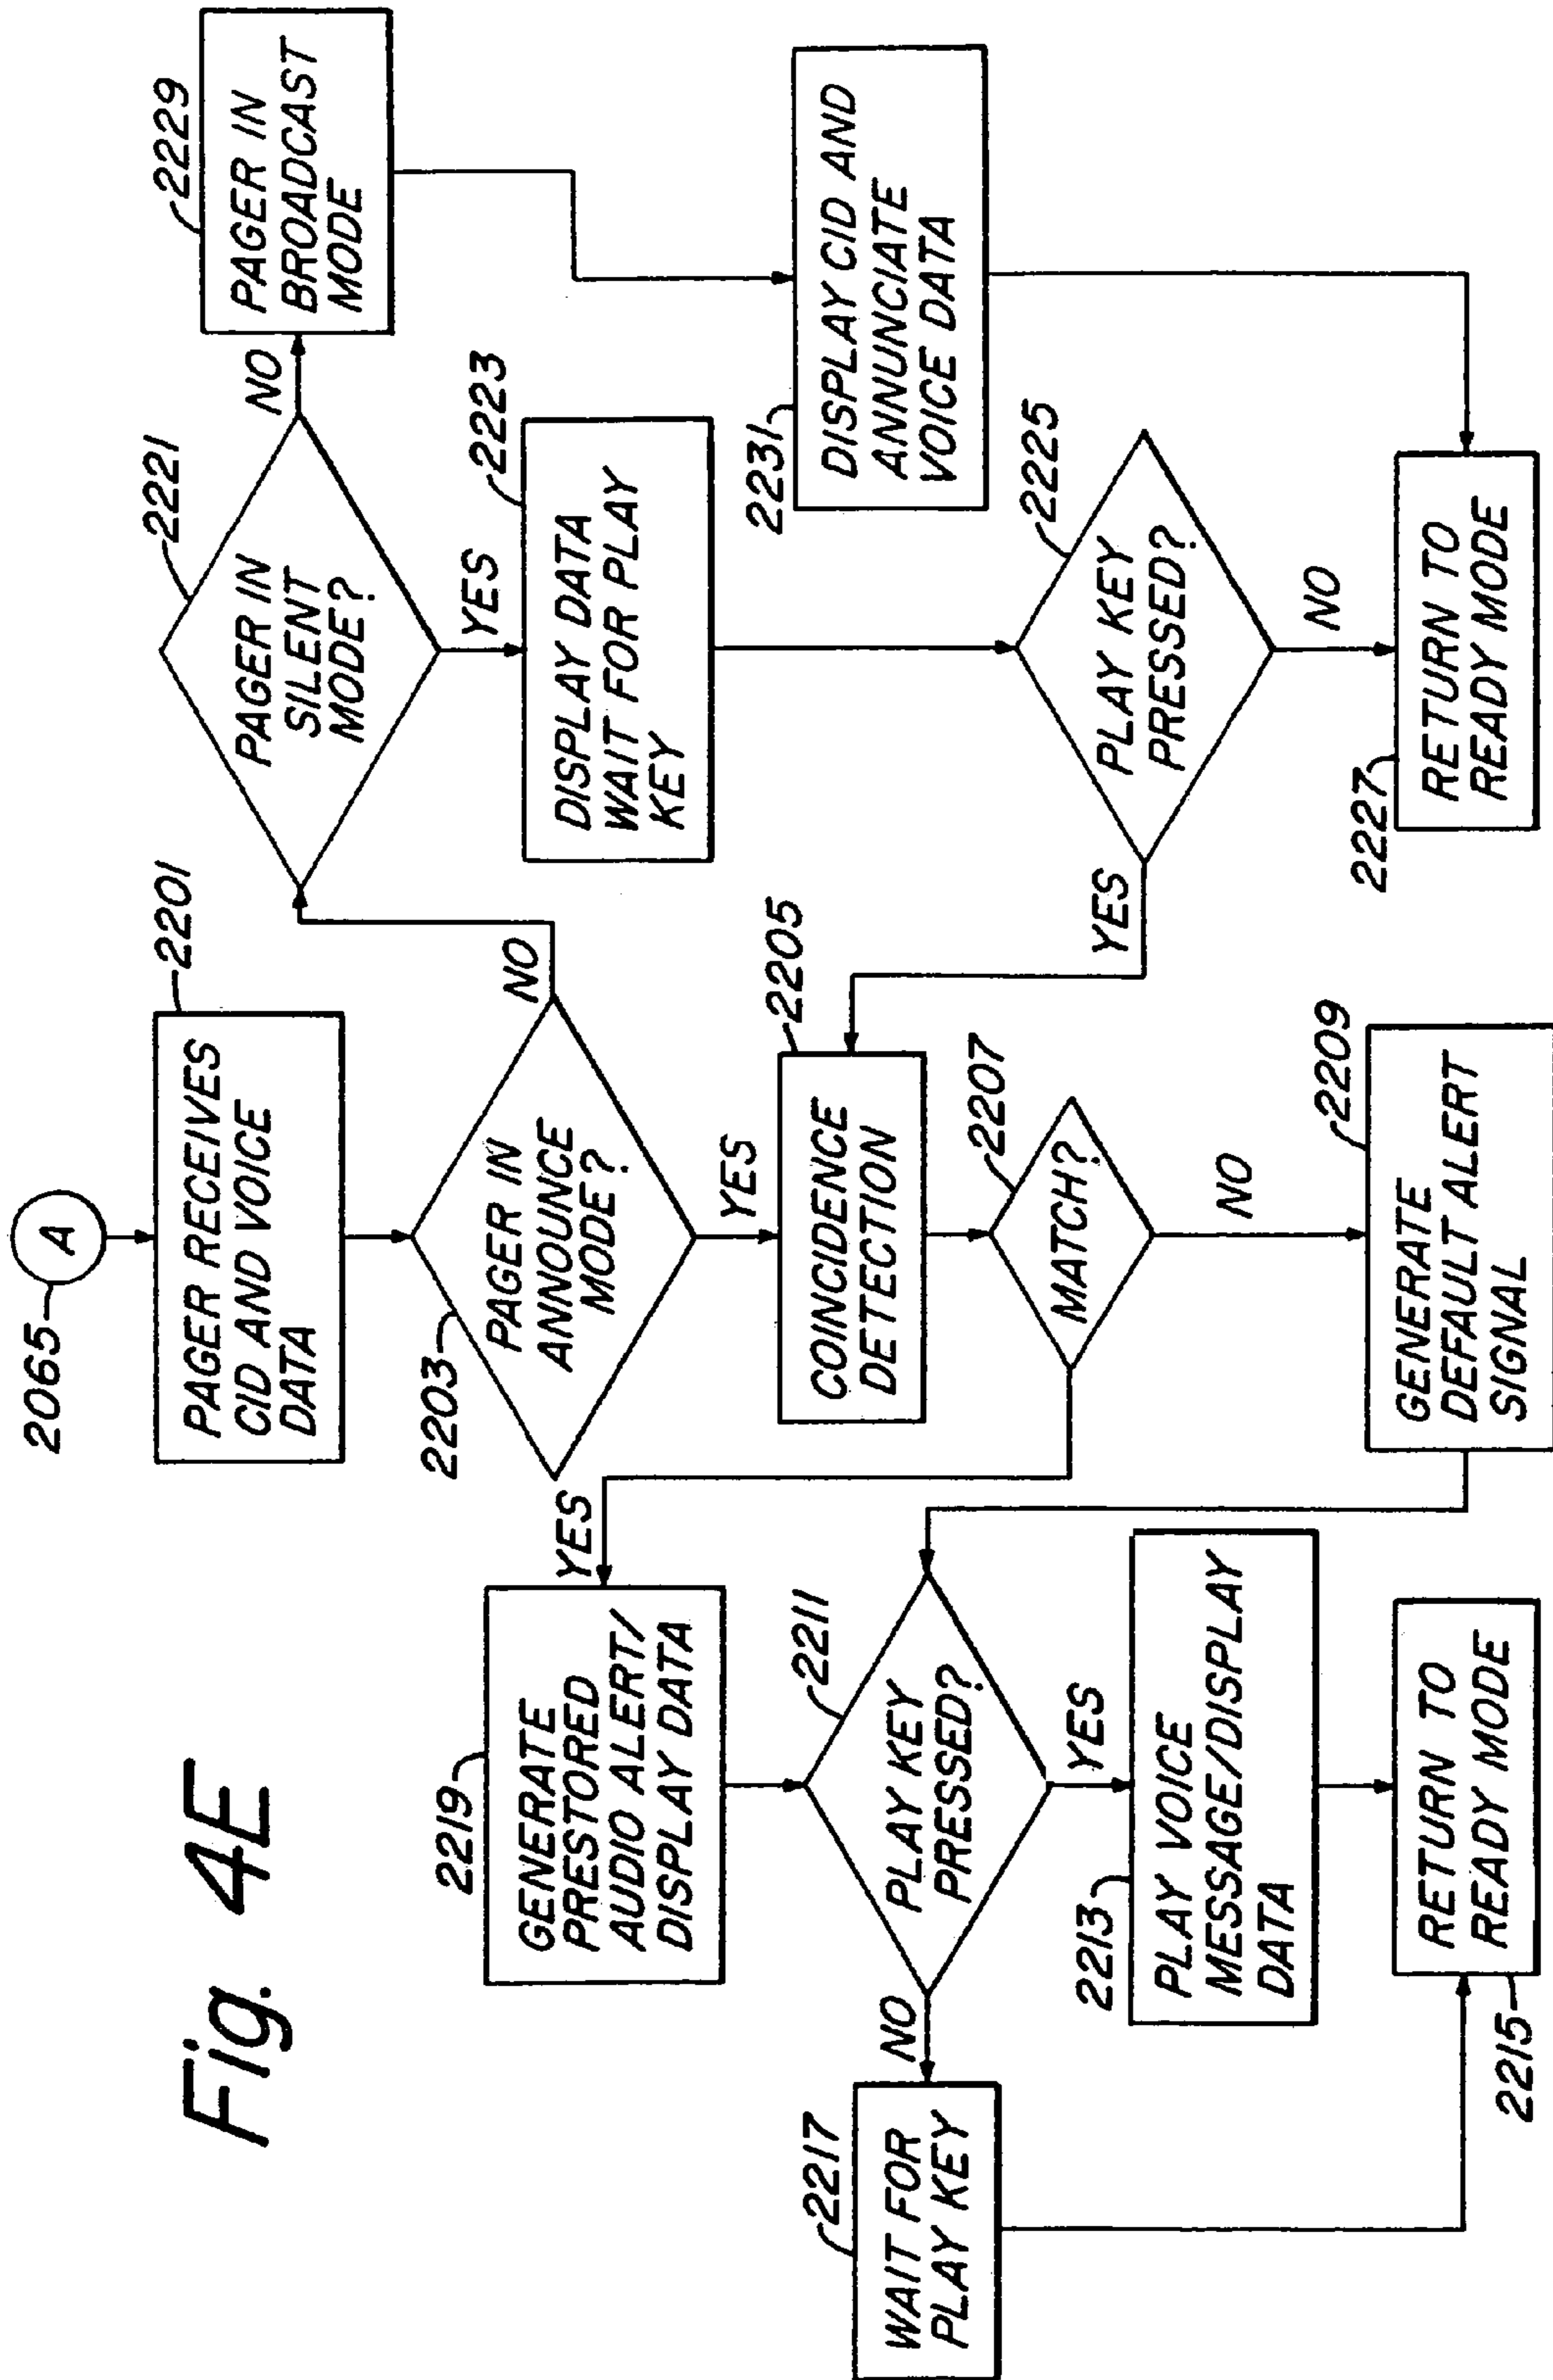 Fig. 4E
2065
A
2201
PAGER RECEIVES
CID AND VOICE
DATA
2203
PAGER IN
ANNOUNCE
MODE?
NO
YES
2221
PAGER IN
SILENT
MODE?
NO
YES
2229
PAGER IN
BROADCAST
MODE
2223
DISPLAY DATA
WAIT FOR PLAY
KEY
2231
DISPLAY CID AND
ANNUNCIATE
VOICE DATA
2225
PLAY KEY
PRESSED?
YES
NO
2227
RETURN TO
READY MODE
2205
COINCIDENCE
DETECTION
2207
MATCH?
YES
NO
2209
GENERATE
DEFAULT ALERT
SIGNAL
2219
GENERATE
PRESTORED
AUDIO ALERT/
DISPLAY DATA
2211
PLAY KEY
PRESSED?
NO
YES
2217
WAIT FOR
PLAY KEY
2213
PLAY VOICE
MESSAGE/DISPLAY
DATA
2215
RETURN TO
READY MODE